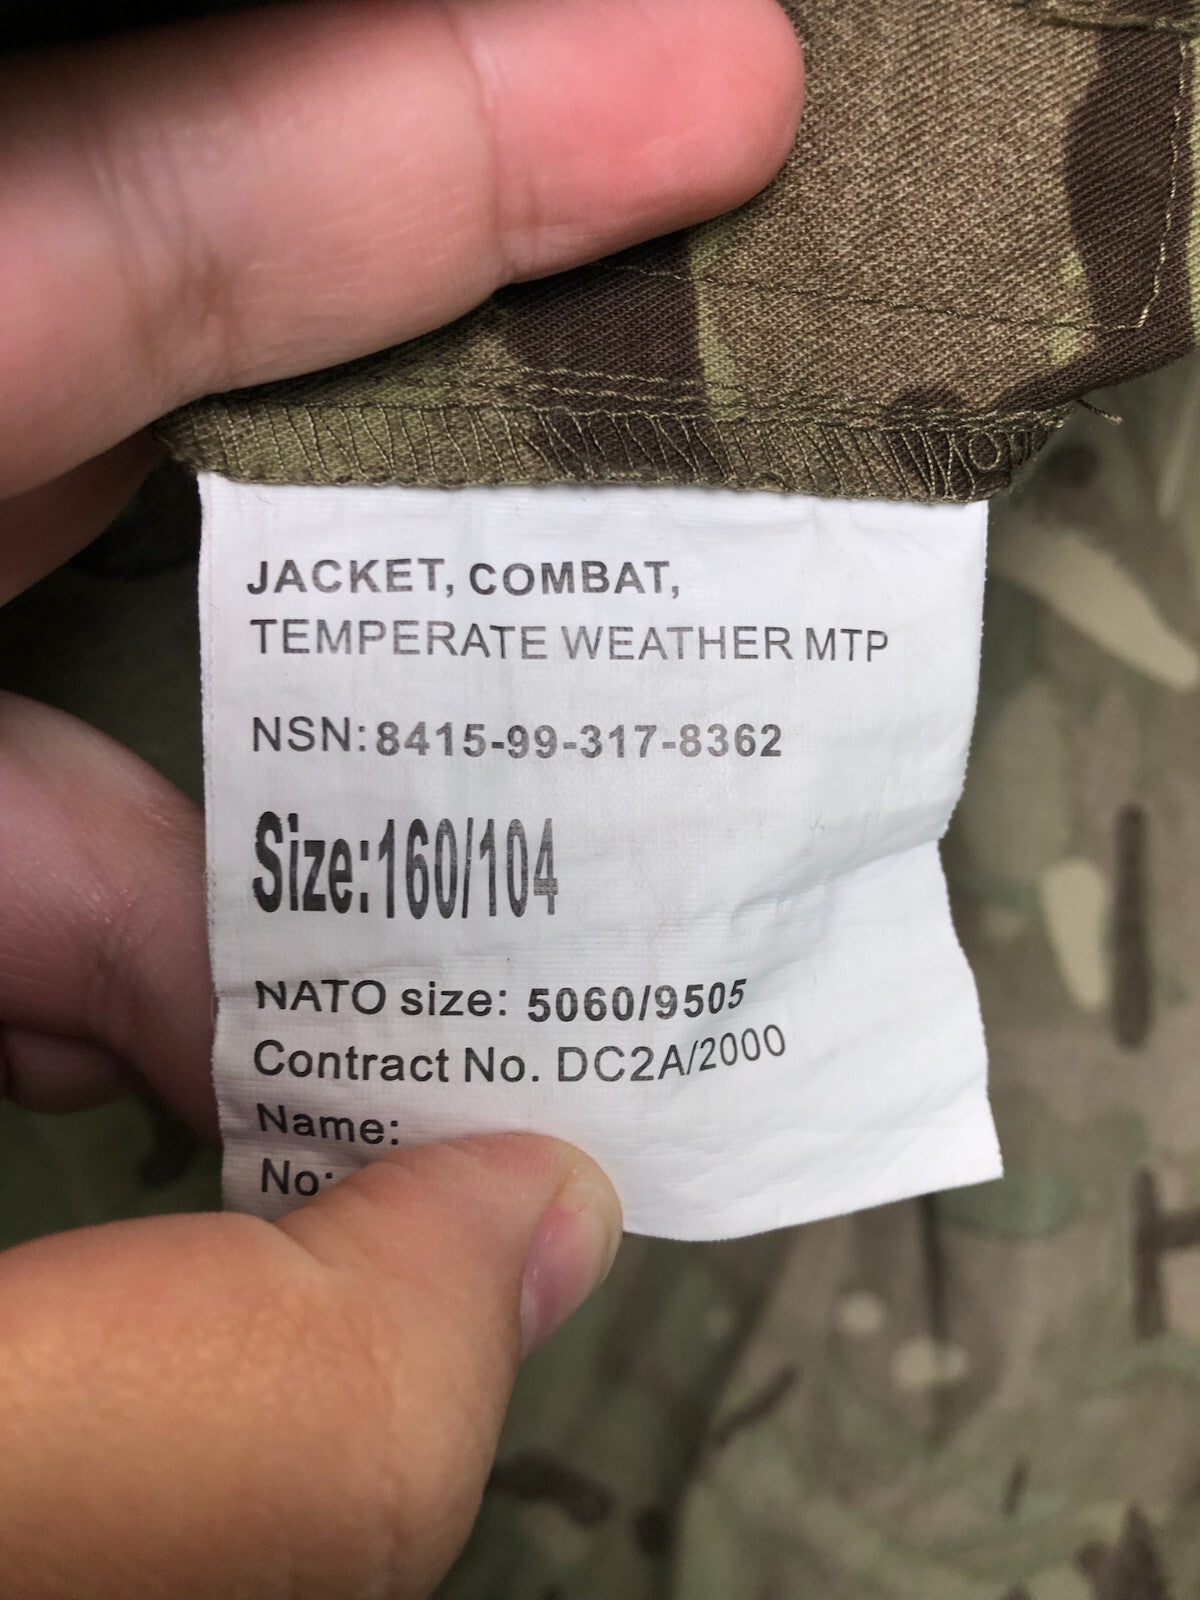 JACKET, COMBAT,
TEMPERATE WEATHER MTP
NSN:8415-99-317-8362
Size:160/104
NATO size: 5060/9505
Contract No. DC2A/2000
Name:
No: